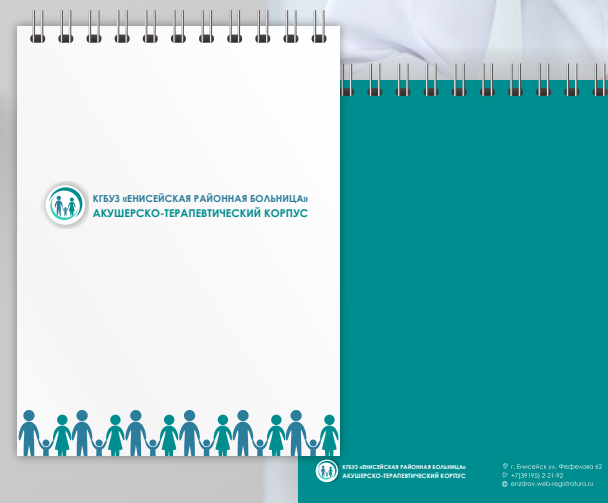 КГБУЗ «ЕНИСЕЙСКАЯ РАЙОННАЯ БОЛЬНИЦА»
АКУШЕРСКО-ТЕРАПЕВТИЧЕСКИЙ КОРПУС
КГБУЗ «ЕНИСЕЙСКАЯ РАЙОННАЯ БОЛЬНИЦА»
АКУШЕРСКО-ТЕРАПЕВТИЧЕСКИЙ КОРПУС
г. Енисейск ул. Фефелова 62
+7(39195) 2-21-92
enzdrav.web-registratura.ru